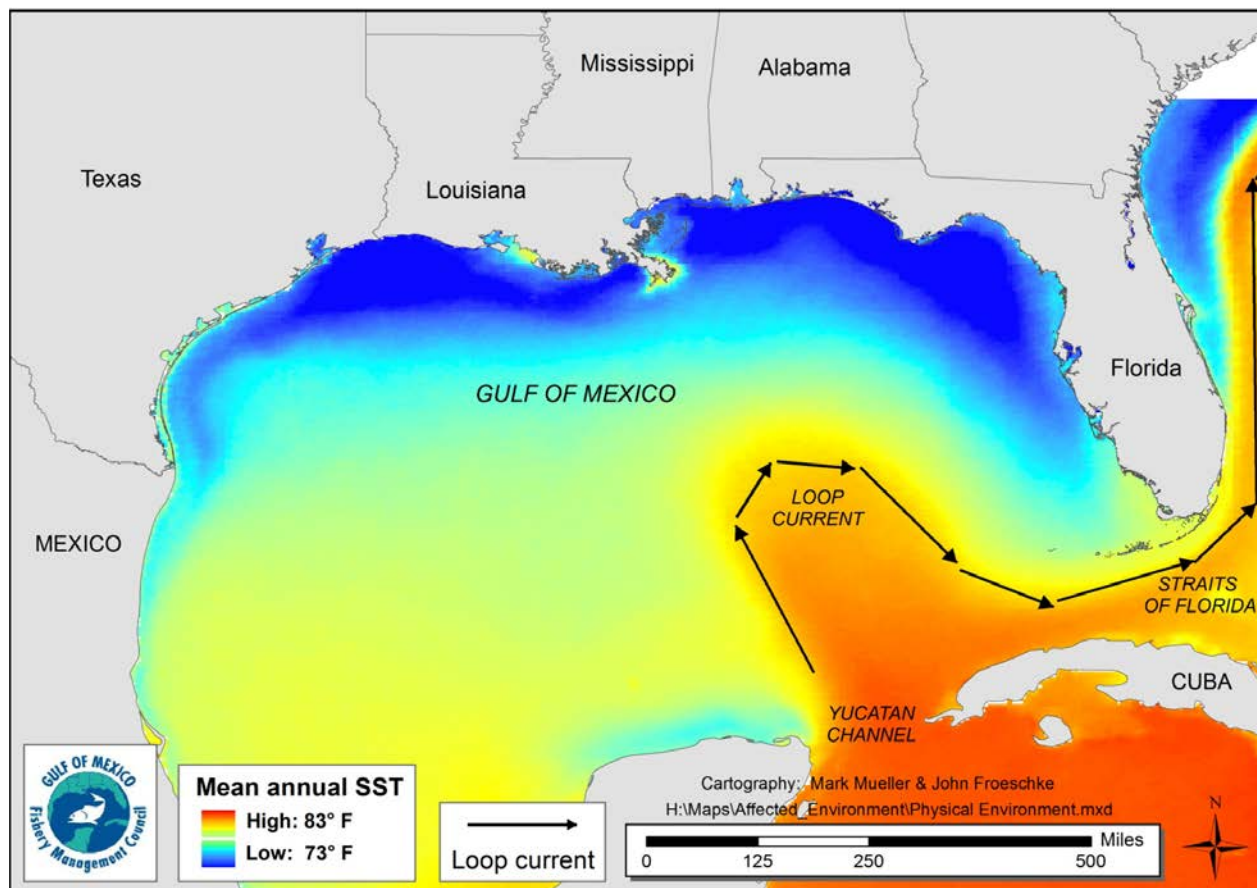 Mississippi
Alabama
Texas
Louisiana
GULF OF MEXICO
Florida
LOOP
CURRENT
MEXICO
STRAITS
OF FLORIDA
CUBA
YUCATAN
CHANNEL
GULF OF MEXICO
Fishery Management Council
Mean annual SST
High: 83° F
Low: 73° F
Loop current
Cartography: Mark Mueller & John Froeschke
H:\Maps\Affected_Environment\Physical Environment.mxd
Miles
0 125 250 500
N